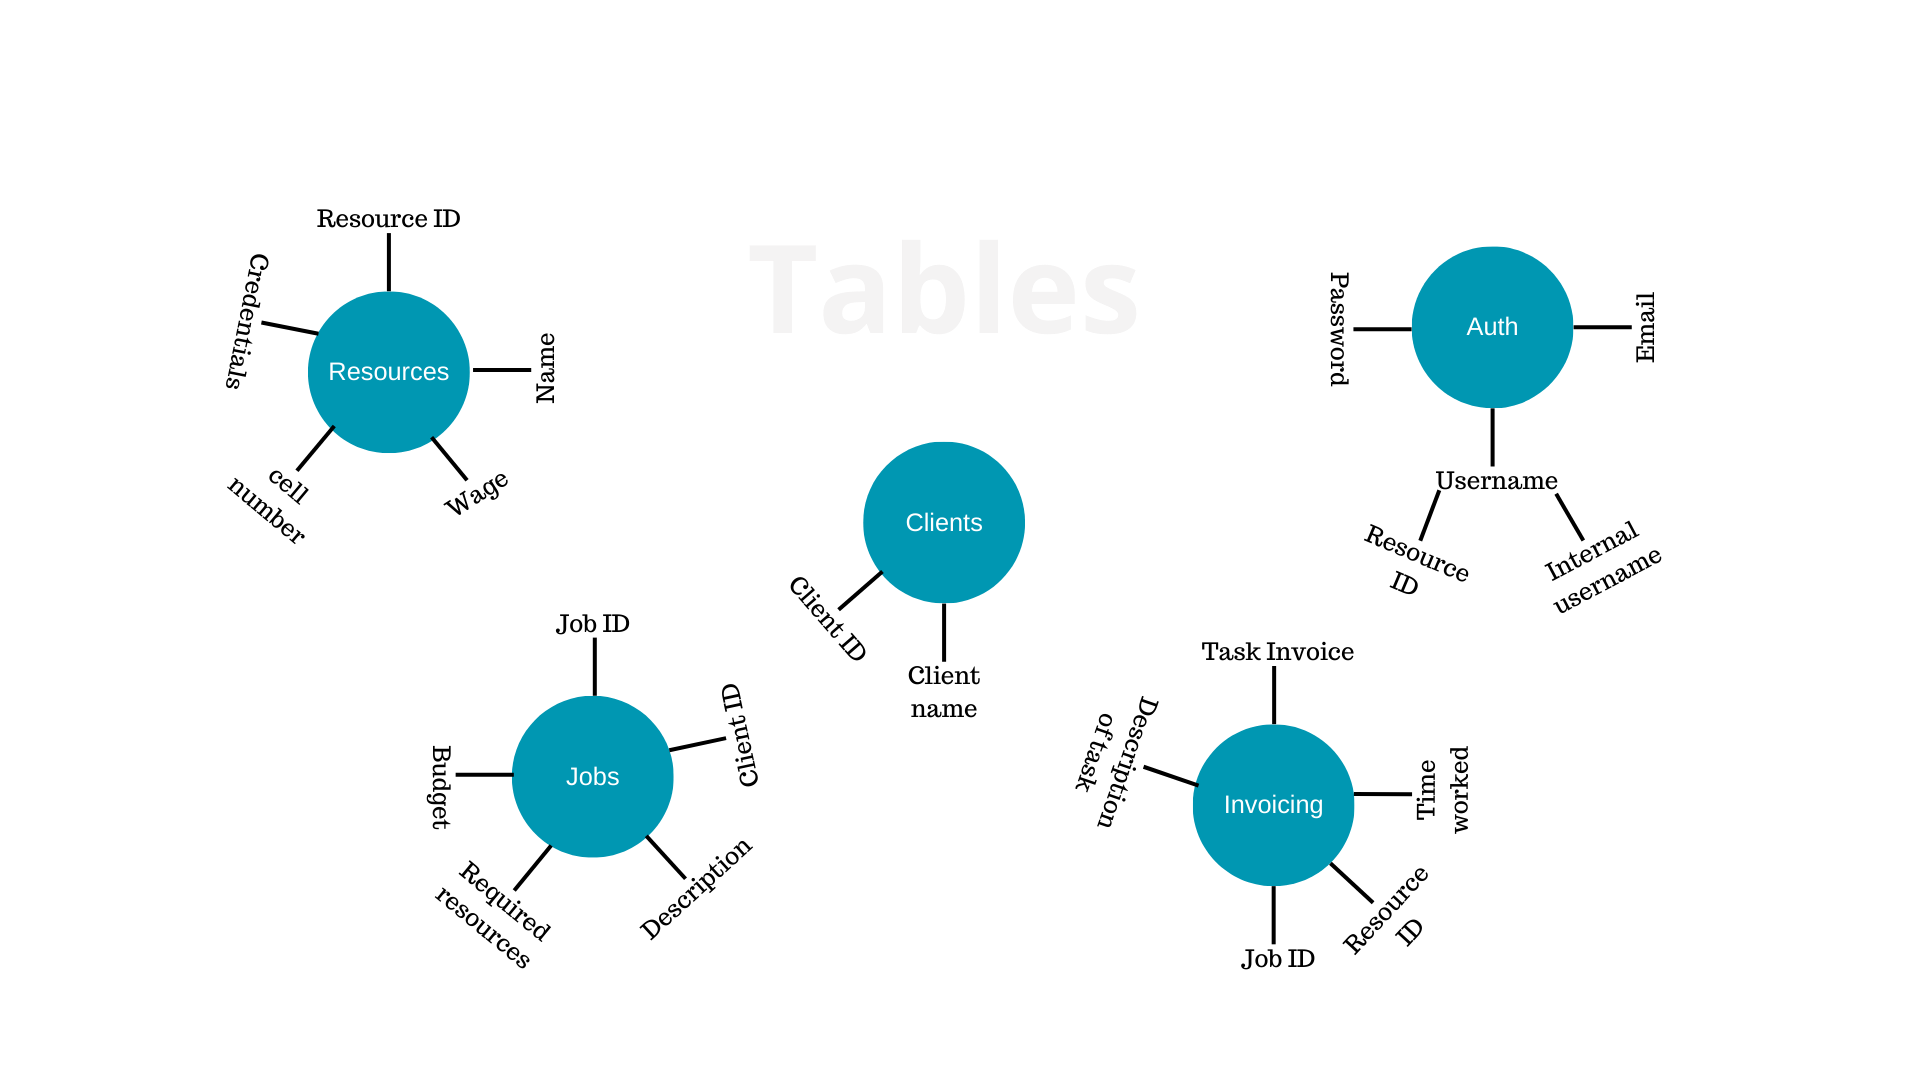 Tables
Resource ID
Credentials
Resources
Name
cell
number
Wage
Password
Auth
Email
Username
Resource
ID
Internal
username
Clients
Client ID
Client
name
Job ID
Client ID
Budget
Jobs
Required
resources
Description
Task Invoice
Description
of task
Invoicing
Time
worked
Resource
ID
Job ID